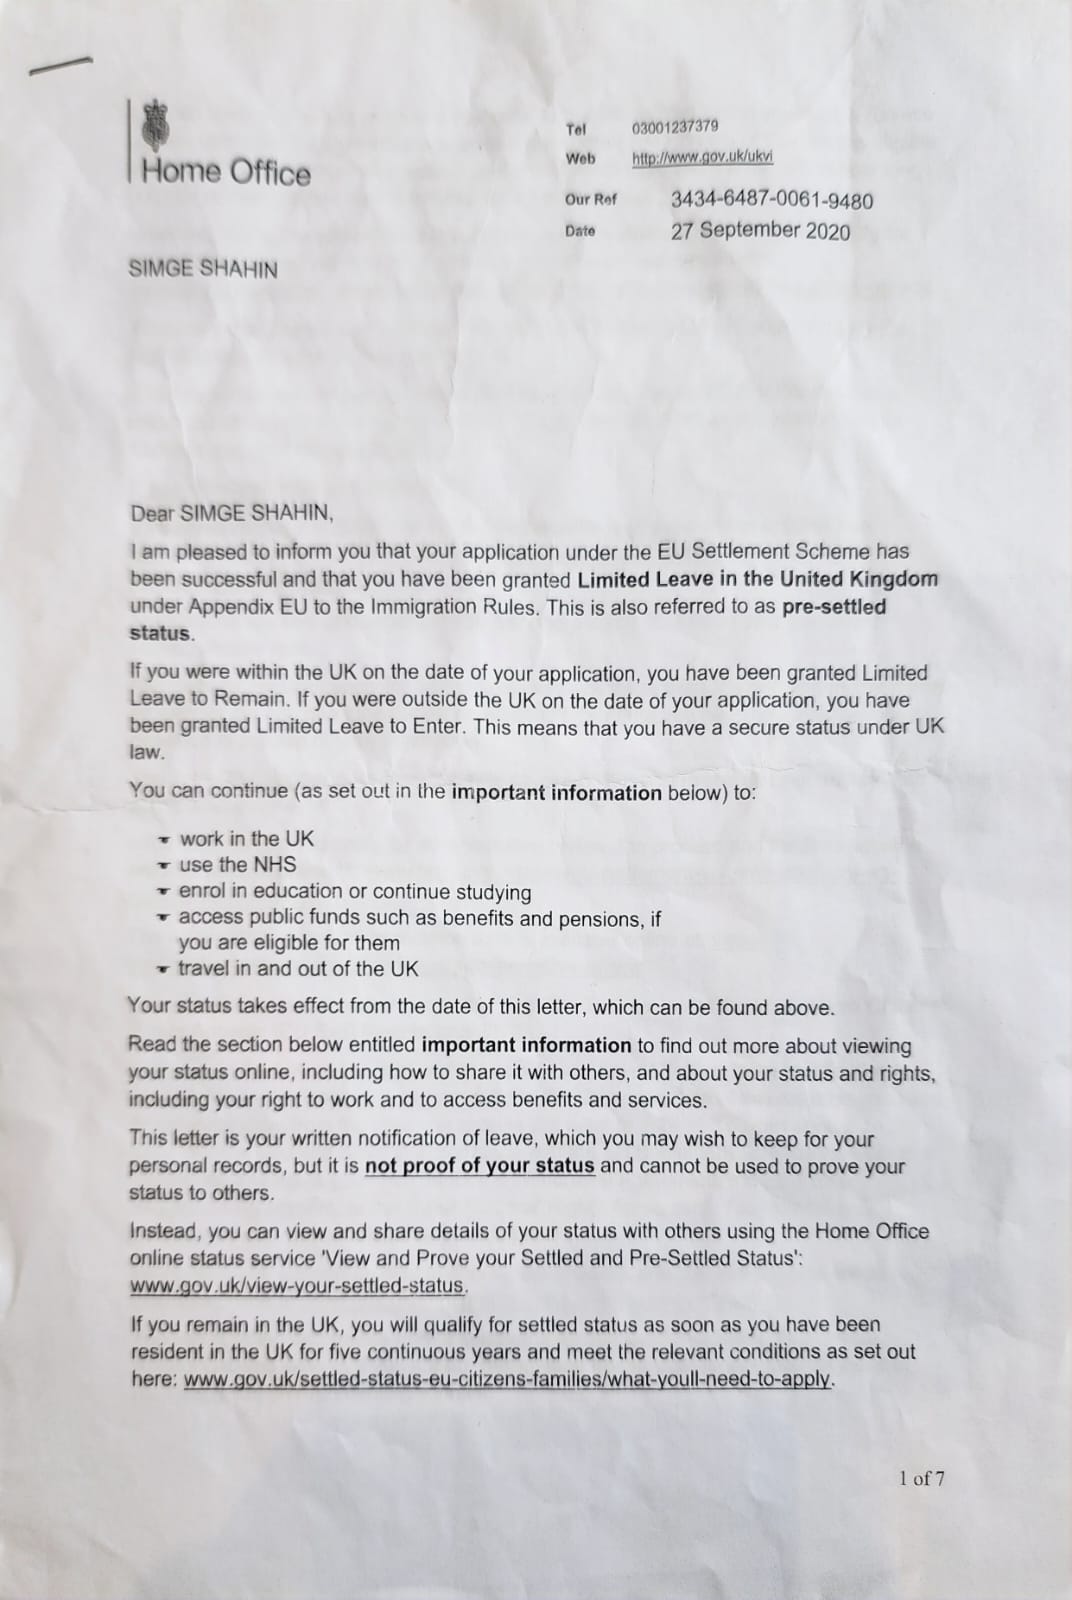 Home Office
Tel 03001237379
Web http://www.gov.uk/ukvi
Our Ref 3434-6487-0061-9480
Date 27 September 2020
SIMGE SHAHIN
Dear SIMGE SHAHIN,
I am pleased to inform you that your application under the EU Settlement Scheme has
been successful and that you have been granted Limited Leave in the United Kingdom
under Appendix EU to the Immigration Rules. This is also referred to as pre-settled
status.
If you were within the UK on the date of your application, you have been granted Limited
Leave to Remain. If you were outside the UK on the date of your application, you have
been granted Limited Leave to Enter. This means that you have a secure status under UK
law.
You can continue (as set out in the important information below) to:
work in the UK
use the NHS
enrol in education or continue studying
access public funds such as benefits and pensions, if
you are eligible for them
travel in and out of the UK
Your status takes effect from the date of this letter, which can be found above.
Read the section below entitled important information to find out more about viewing
your status online, including how to share it with others, and about your status and rights,
including your right to work and to access benefits and services.
This letter is your written notification of leave, which you may wish to keep for your
personal records, but it is not proof of your status and cannot be used to prove your
status to others.
Instead, you can view and share details of your status with others using the Home Office
online status service 'View and Prove your Settled and Pre-Settled Status':
www.gov.uk/view-your-settled-status.
If you remain in the UK, you will qualify for settled status as soon as you have been
resident in the UK for five continuous years and meet the relevant conditions as set out
here: www.gov.uk/settled-status-eu-citizens-families/what-youll-need-to-apply.
1 of 7